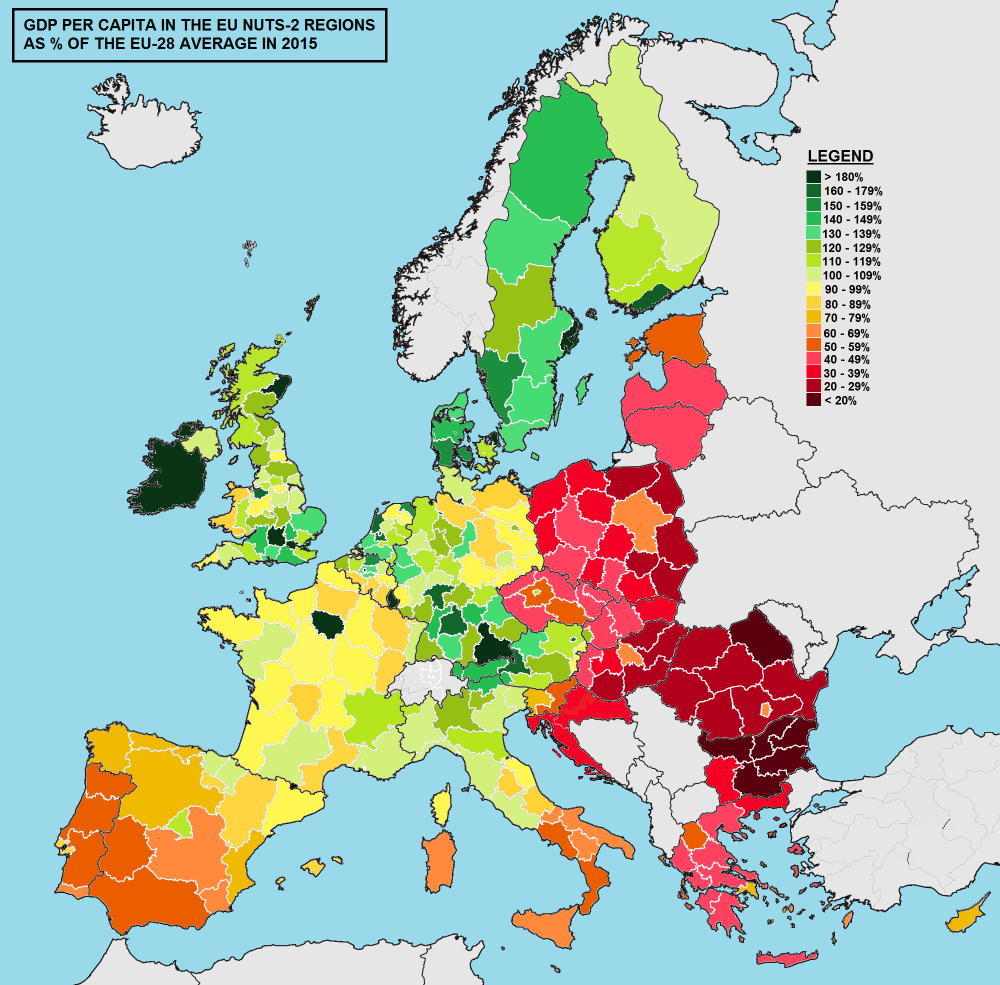 GDP PER CAPITA IN THE EU NUTS-2 REGIONS
AS % OF THE EU-28 AVERAGE IN 2015
LEGEND
> 180%
160 - 179%
150 - 159%
140 - 149%
130 - 139%
120 - 129%
110 - 119%
100 - 109%
90 - 99%
80 - 89%
70 - 79%
60 - 69%
50 - 59%
40 - 49%
30 - 39%
20 - 29%
< 20%